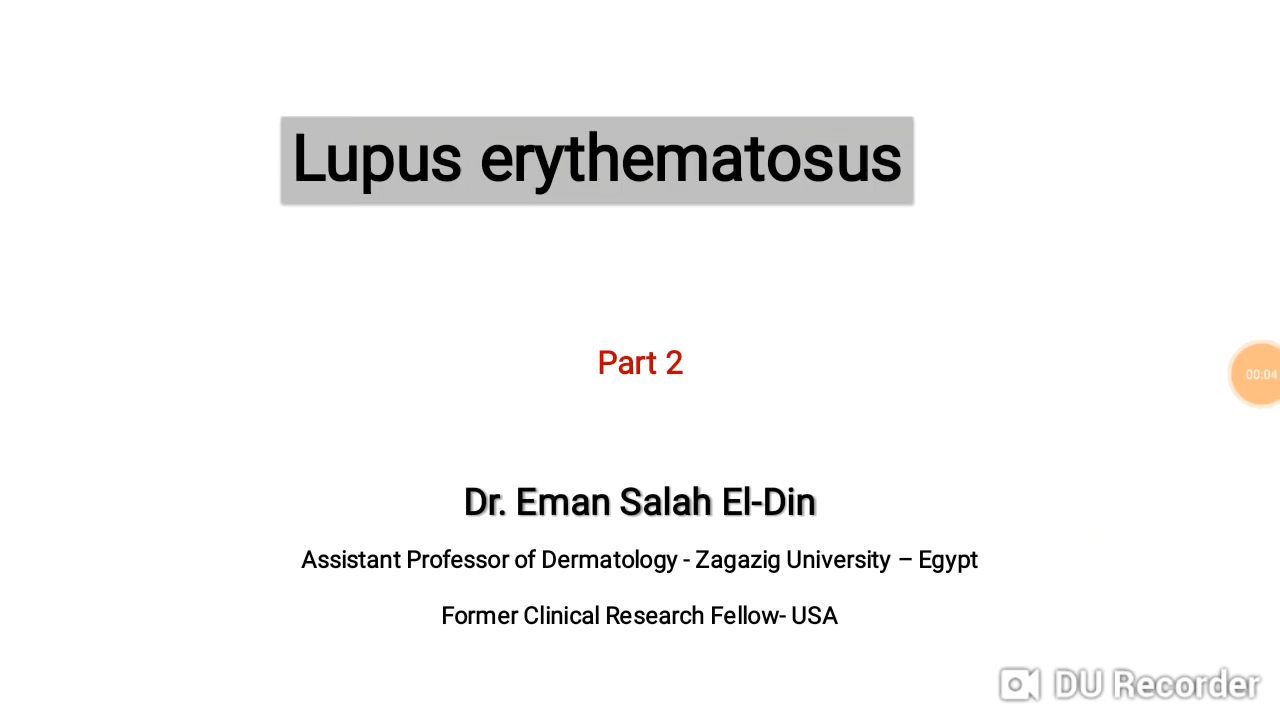 Lupus erythematosus
Part 2
00:04
Dr. Eman Salah El-Din
Assistant Professor of Dermatology - Zagazig University – Egypt
Former Clinical Research Fellow- USA
DU Recorder